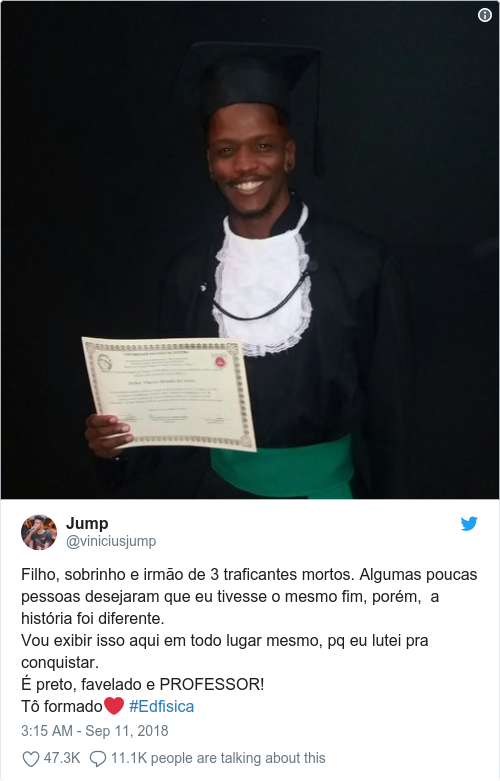 Jump
@viniciusjump
Filho, sobrinho e irmão de 3 traficantes mortos. Algumas poucas
pessoas desejaram que eu tivesse o mesmo fim, porém, a
história foi diferente.
Vou exibir isso aqui em todo lugar mesmo, pq eu lutei pra
conquistar.
É preto, favelado e PROFESSOR!
Tô formado❤️ #Edfisica
3:15 AM - Sep 11, 2018
47.3K 11.1K people are talking about this